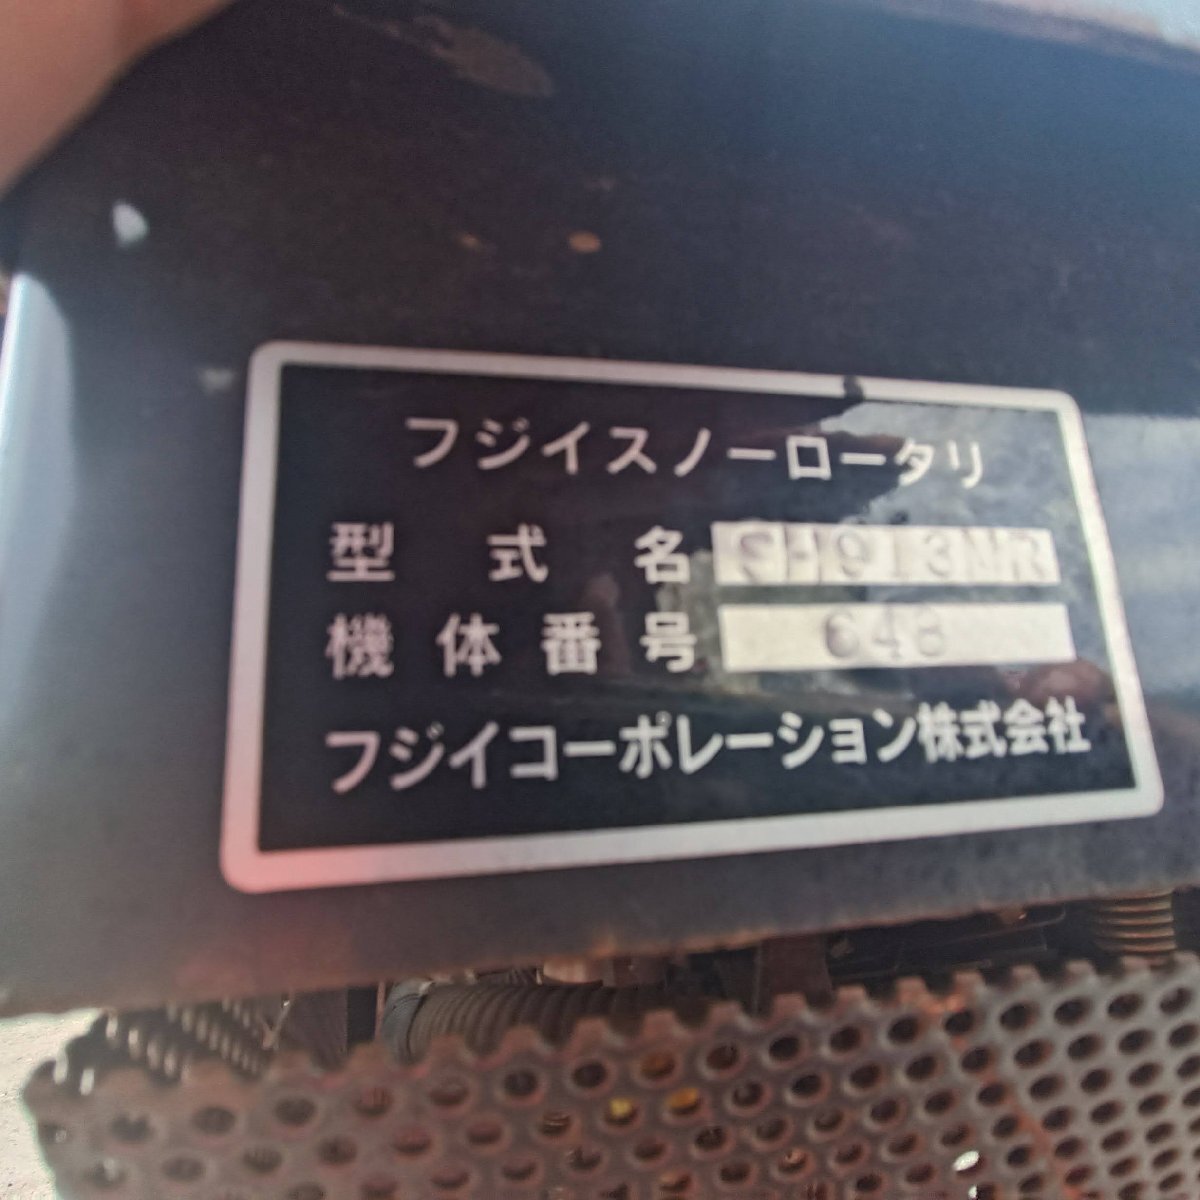 フジイスノーロータリ
型式名 SH913NR
機体番号 648
フジイコーポレーション株式会社